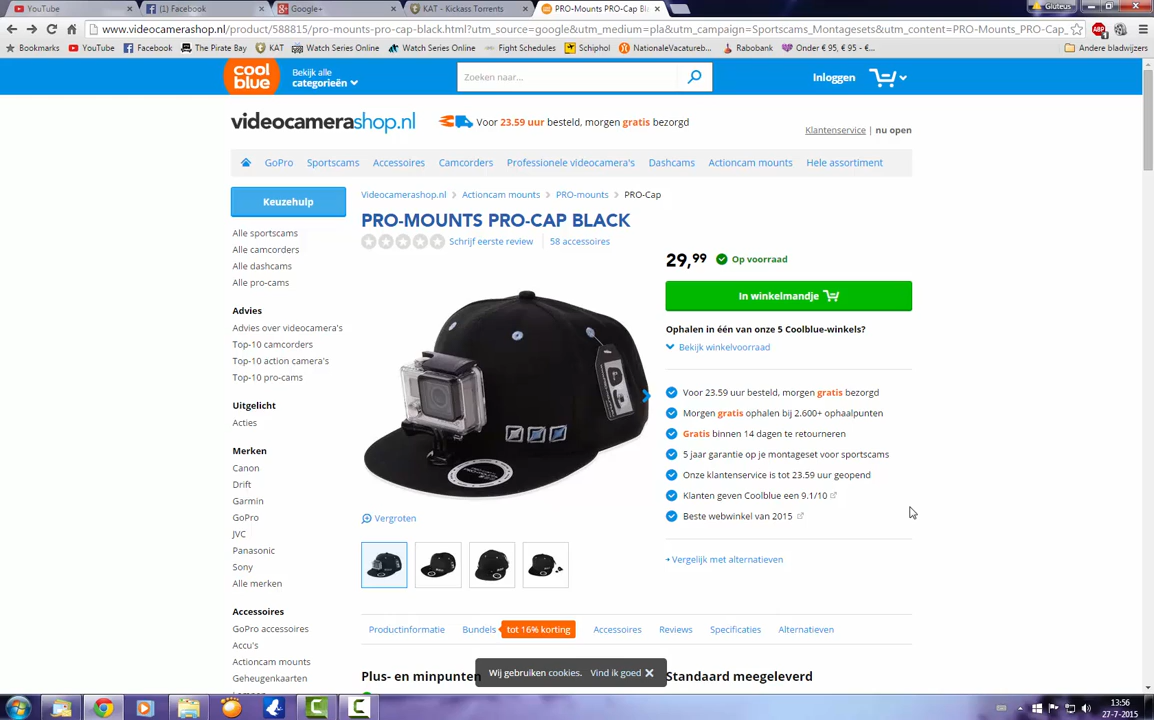 YouTube
(1) Facebook
Google+
KAT - Kickass Torrents
PRO-Mounts PRO-Cap Bl
Gluteus
www.videocamerashop.nl/product/588815/pro-mounts-pro-cap-black.html?utm_source=google&utm_medium=pla&utm_campaign=Sportscams_Montagesets&utm_content=PRO-Mounts_PRO-Cap_
Bookmarks YouTube Facebook The Pirate Bay KAT Watch Series Online Watch Series Online Fight Schedules Schiphol NationaleVacatureb... Rabobank Onder € 95, € 95 - € ... Andere bladwijzers
cool
blue
Bekijk alle
categorieën
Zoeken naar...
Inloggen
videocamerashop.nl
Voor 23.59 uur besteld, morgen gratis bezorgd
Klantenservice | nu open
GoPro Sportscams Accessoires Camcorders Professionele videocamera's Dashcams Actioncam mounts Hele assortiment
Keuzehulp
Alle sportscams
Alle camcorders
Alle dashcams
Alle pro-cams
Advies
Advies over videocamera's
Top-10 camcorders
Top-10 action camera's
Top-10 pro-cams
Uitgelicht
Acties
Merken
Canon
Drift
Garmin
GoPro
JVC
Panasonic
Sony
Alle merken
Accessoires
GoPro accessoires
Accu's
Actioncam mounts
Geheugenkaarten
Videocamerashop.nl Actioncam mounts PRO-mounts PRO-Cap
PRO-MOUNTS PRO-CAP BLACK
Schrijf eerste review 58 accessoires
Vergroten
29,99 Op voorraad
In winkelmandje
Ophalen in één van onze 5 Coolblue-winkels?
Bekijk winkelvoorraad
Voor 23.59 uur besteld, morgen gratis bezorgd
Morgen gratis ophalen bij 2.600+ ophaalpunten
Gratis binnen 14 dagen te retourneren
5 jaar garantie op je montageset voor sportscams
Onze klantenservice is tot 23.59 uur geopend
Klanten geven Coolblue een 9.1/10
Beste webwinkel van 2015
Vergelijk met alternatieven
Productinformatie Bundels tot 16% korting Accessoires Reviews Specificaties Alternatieven
Plus- en minpunten
Standaard meegeleverd
Wij gebruiken cookies. Vind ik goed
13:56
27-7-2015